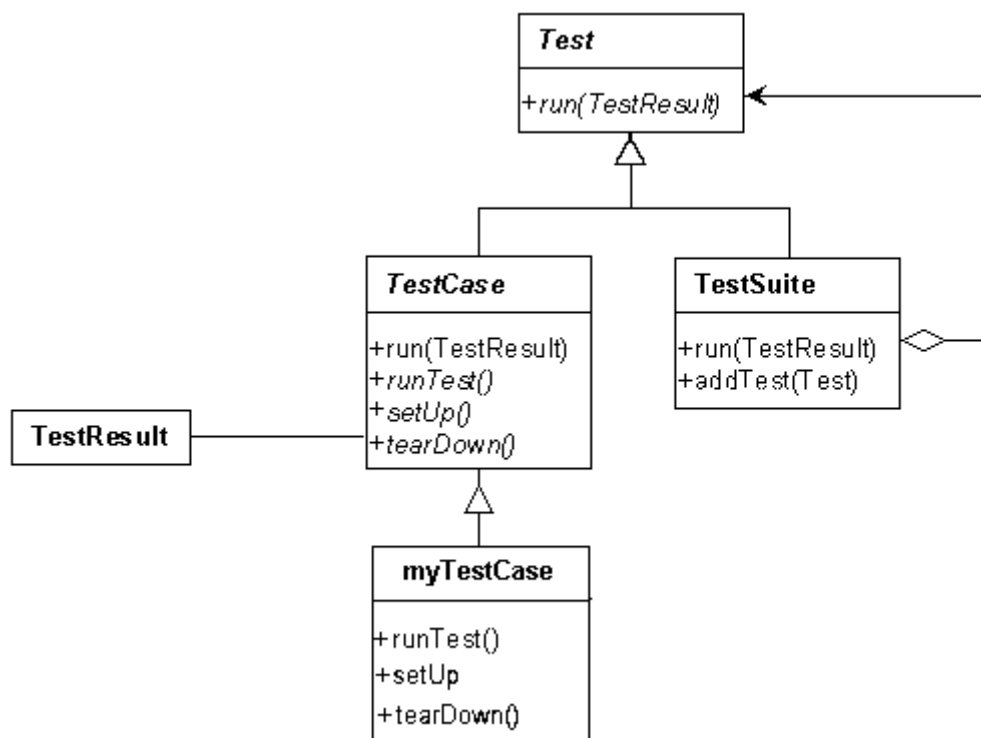 Test
+run(TestResult)
TestCase
+run(TestResult)
+runTest()
+setUp()
+tearDown()
TestSuite
+run(TestResult)
+addTest(Test)
TestResult
myTestCase
+runTest()
+setUp
+tearDown()